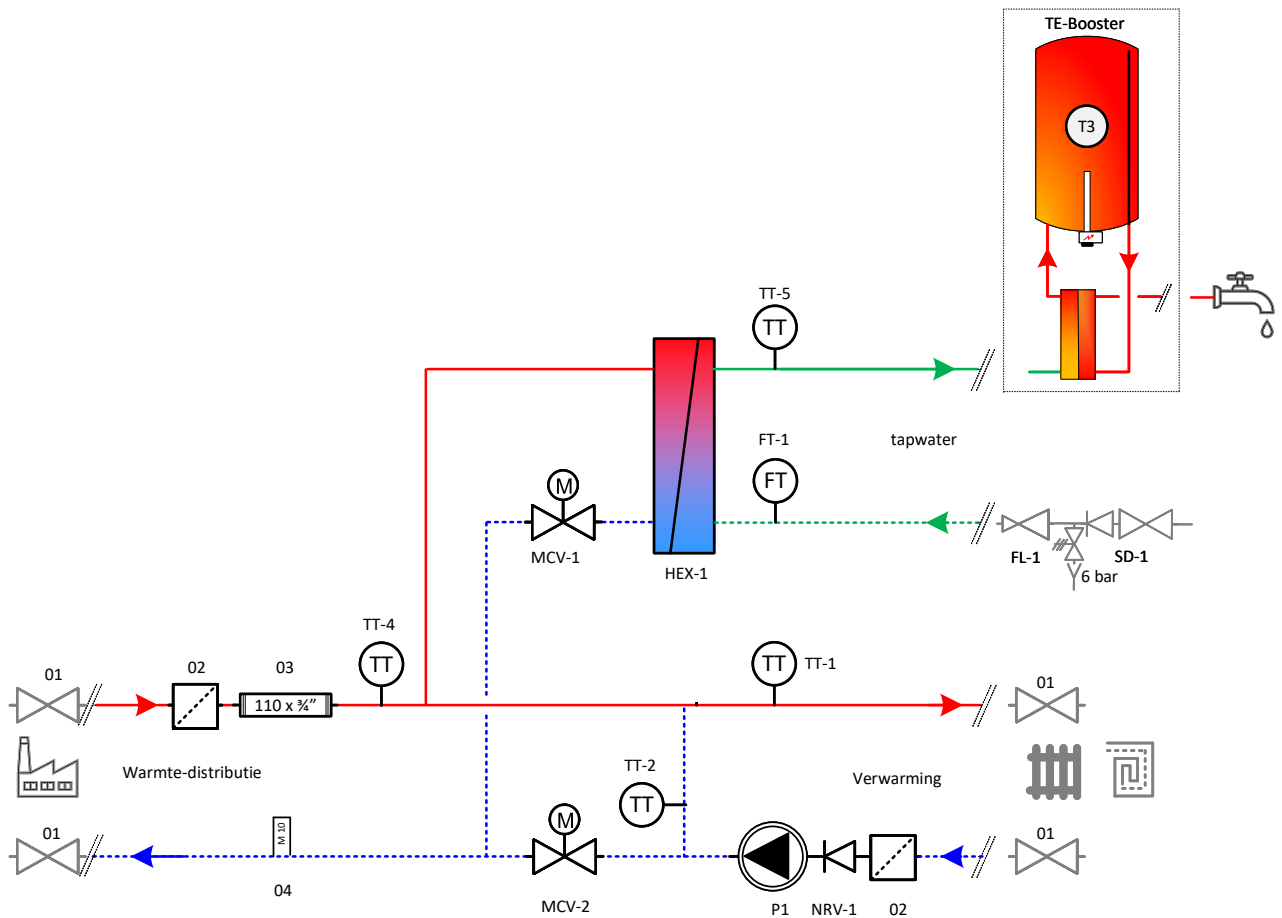 TE-Booster
T3
TT-5
TT
FT-1
tapwater
FT
M
MCV-1
HEX-1
FL-1
SD-1
6 bar
TT-4
01
02
03
TT
TT
TT-1
01
110 x ¾”
Warmte-distributie
TT-2
Verwarming
TT
01
M 10
M
01
04
MCV-2
P1
NRV-1
02